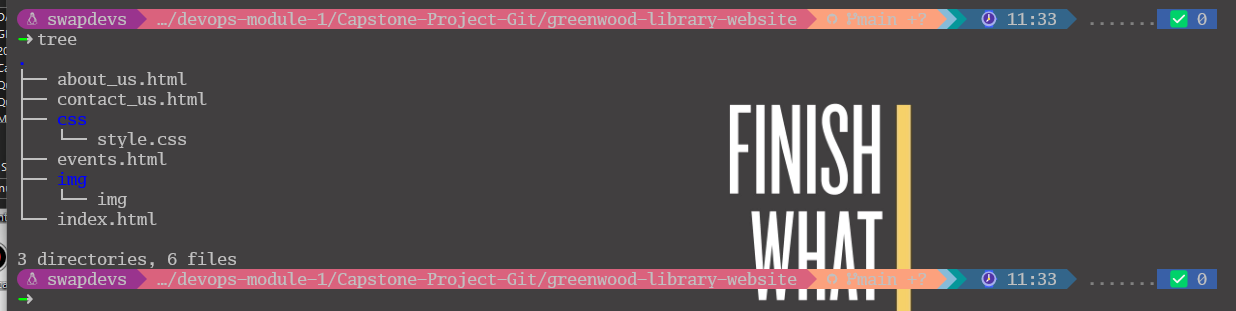 swapdevs …/devops-module-1/Capstone-Project-Git/greenwood-library-website main +? 11:33 ....... ✅ 0
→tree
.
├── about_us.html
├── contact_us.html
├── css
│   └── style.css
├── events.html
├── img
│   └── img
└── index.html
3 directories, 6 files
swapdevs …/devops-module-1/Capstone-Project-Git/greenwood-library-website main +? 11:33 ....... ✅ 0
→
FINISH
WHAT